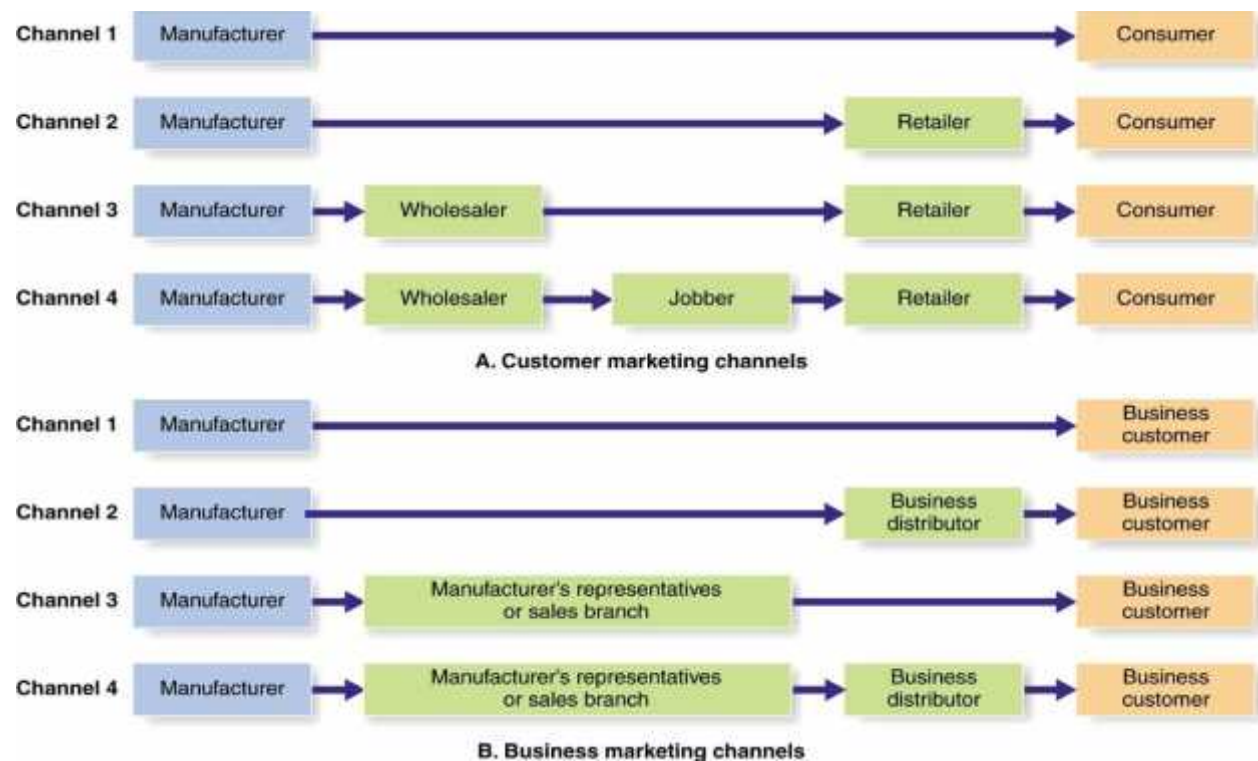 Channel 1 Manufacturer Consumer
Channel 2 Manufacturer Retailer Consumer
Channel 3 Manufacturer Wholesaler Retailer Consumer
Channel 4 Manufacturer Wholesaler Jobber Retailer Consumer
A. Customer marketing channels
Channel 1 Manufacturer Business
customer
Channel 2 Manufacturer Business
distributor Business
customer
Channel 3 Manufacturer Manufacturer's representatives
or sales branch Business
customer
Channel 4 Manufacturer Manufacturer's representatives
or sales branch Business
distributor Business
customer
B. Business marketing channels